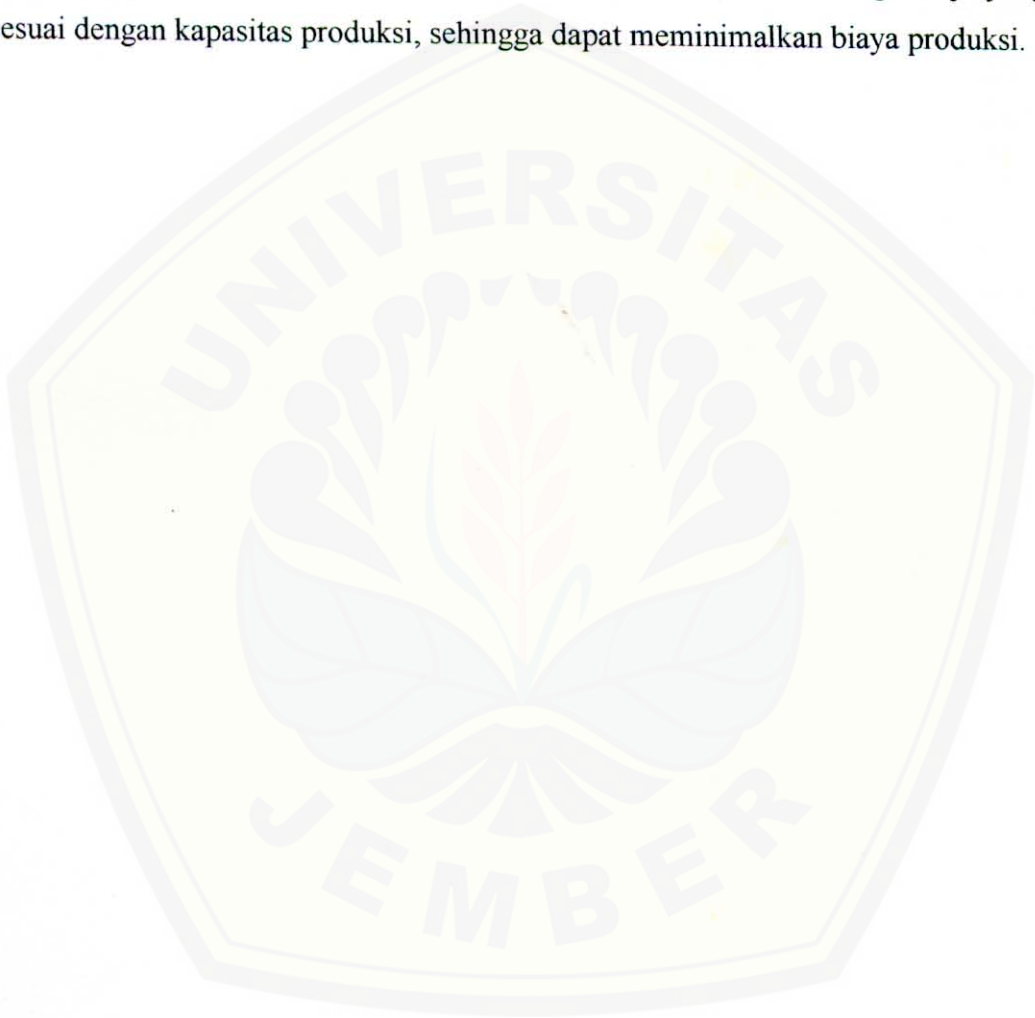 esuai dengan kapasitas produksi, sehingga dapat meminimalkan biaya produksi.
UNIVERSITAS
JEMBER